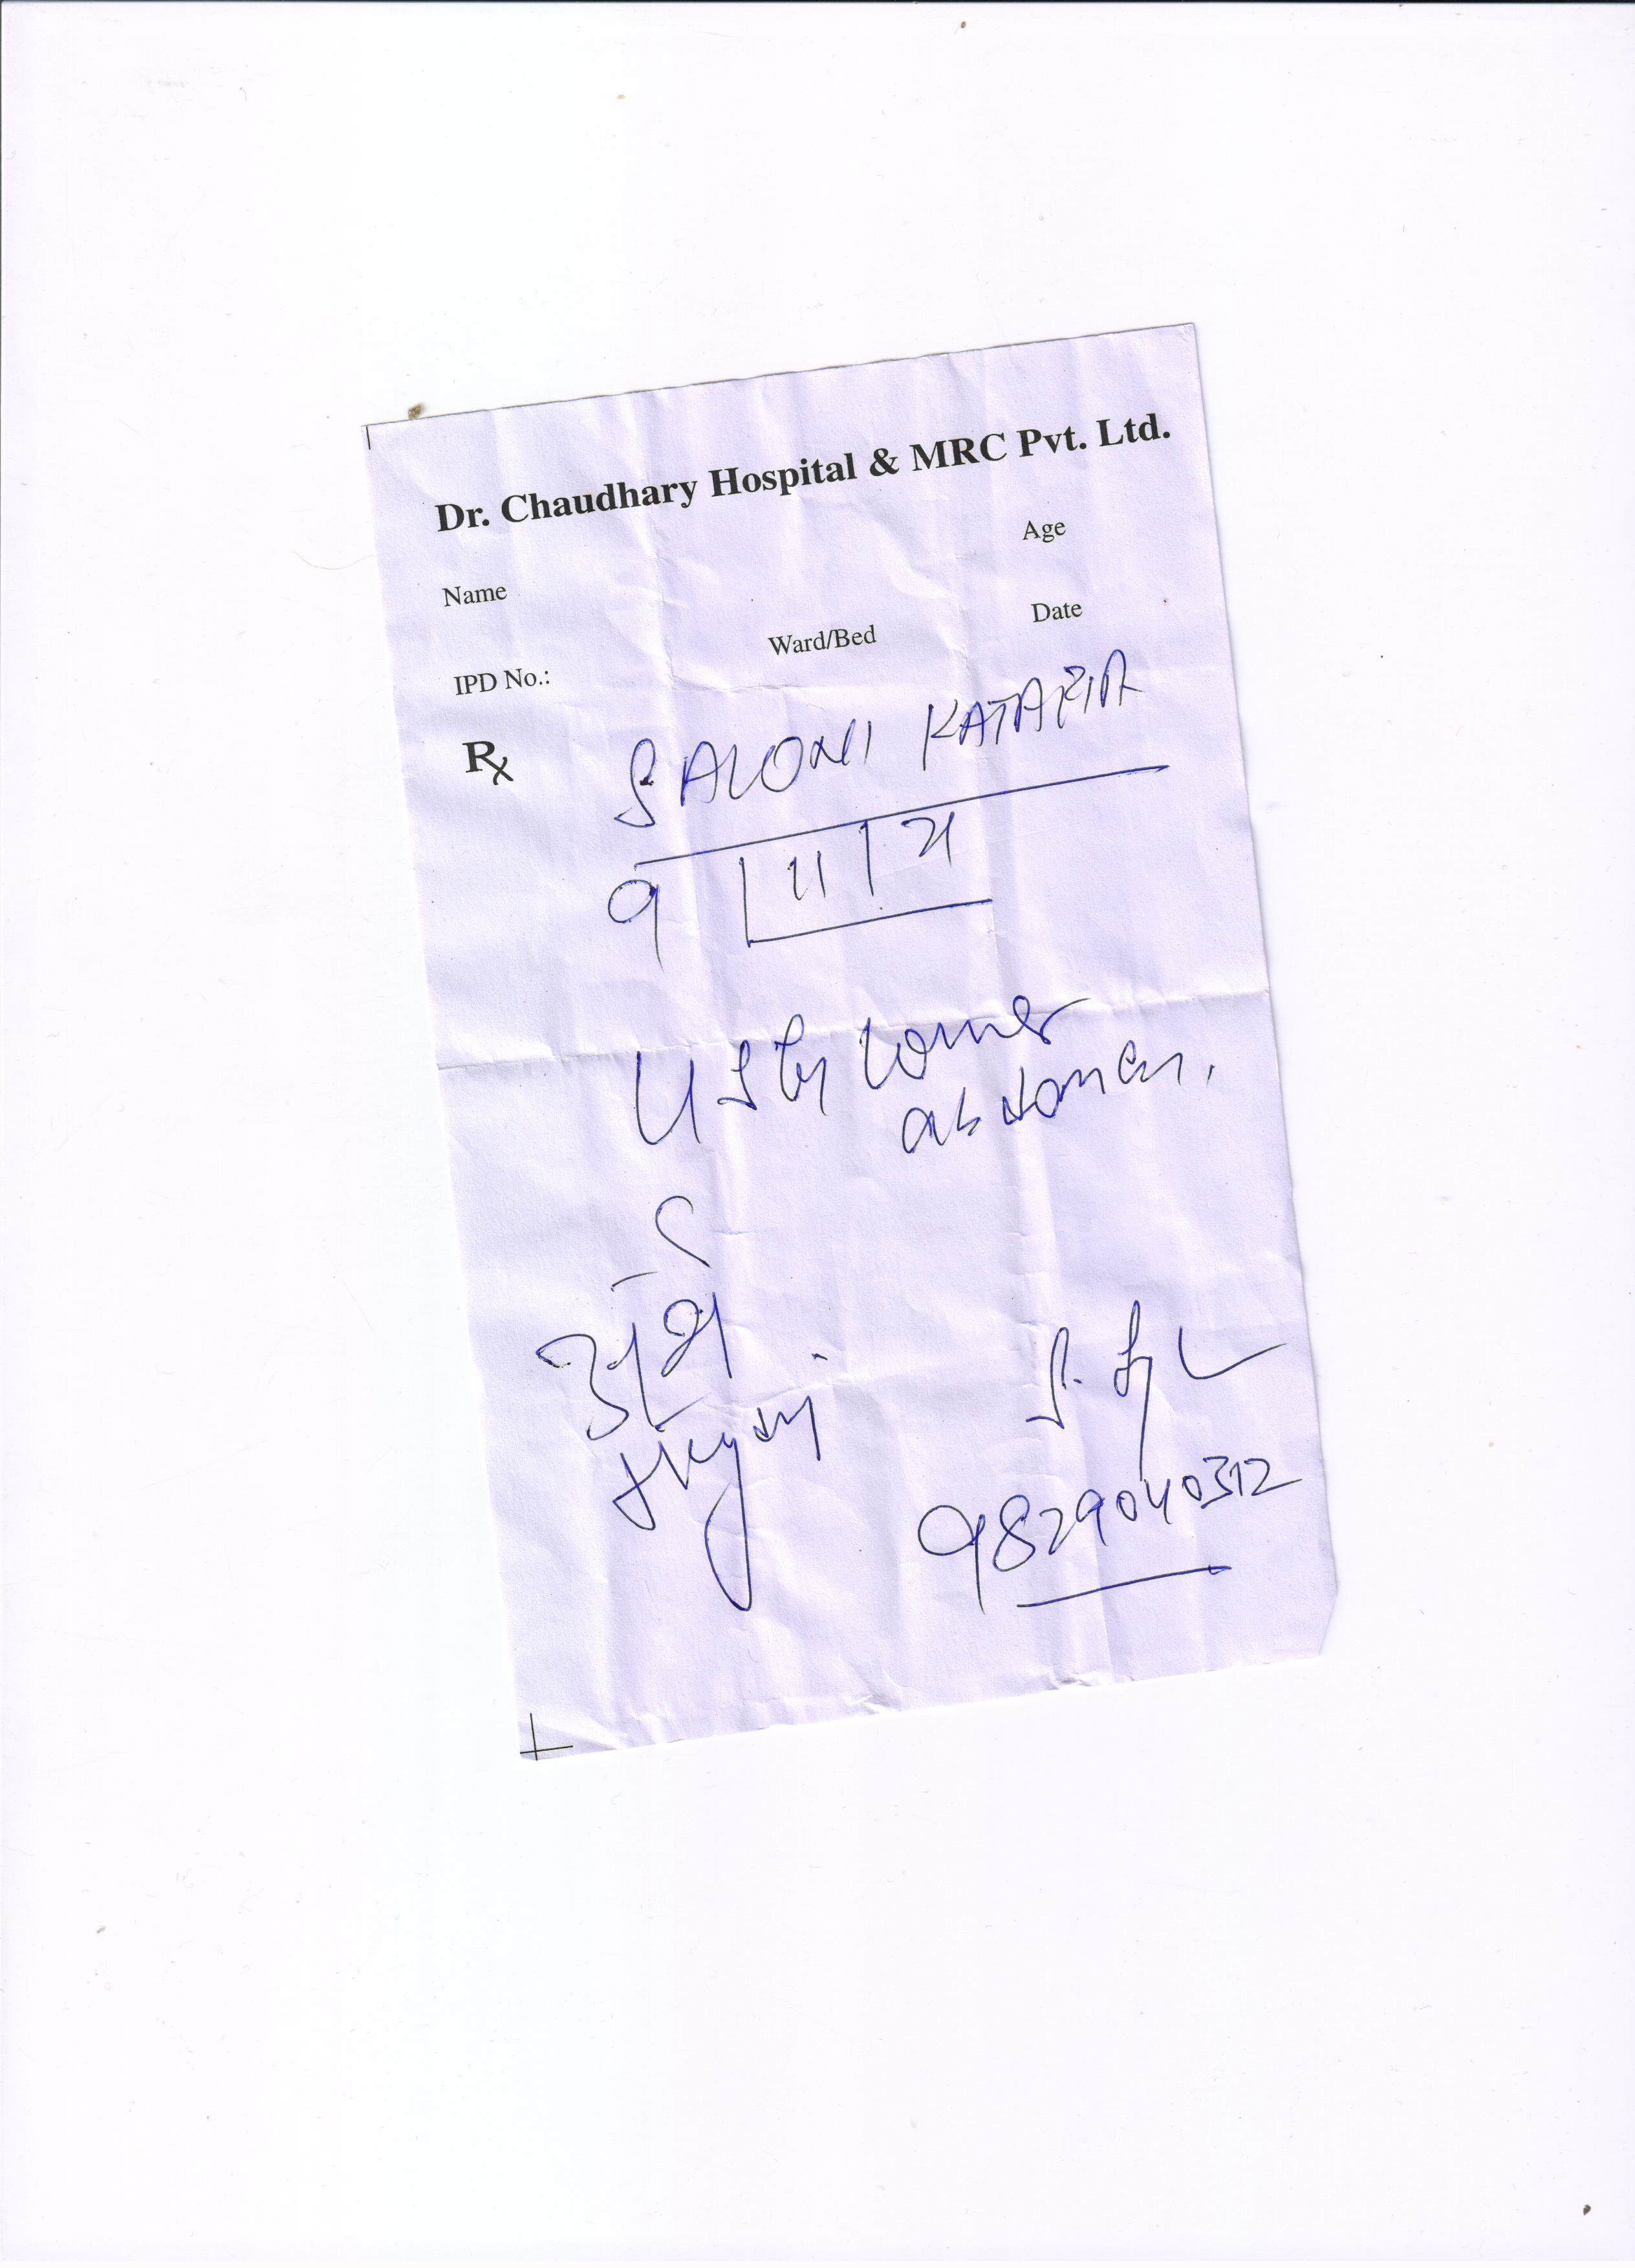 Dr. Chaudhary Hospital & MRC Pvt. Ltd.
Name Age
IPD No.: Ward/Bed Date
Rx SALONI KATARIA
9 | 11 | 21
USG lower
abdomen.
9829040312